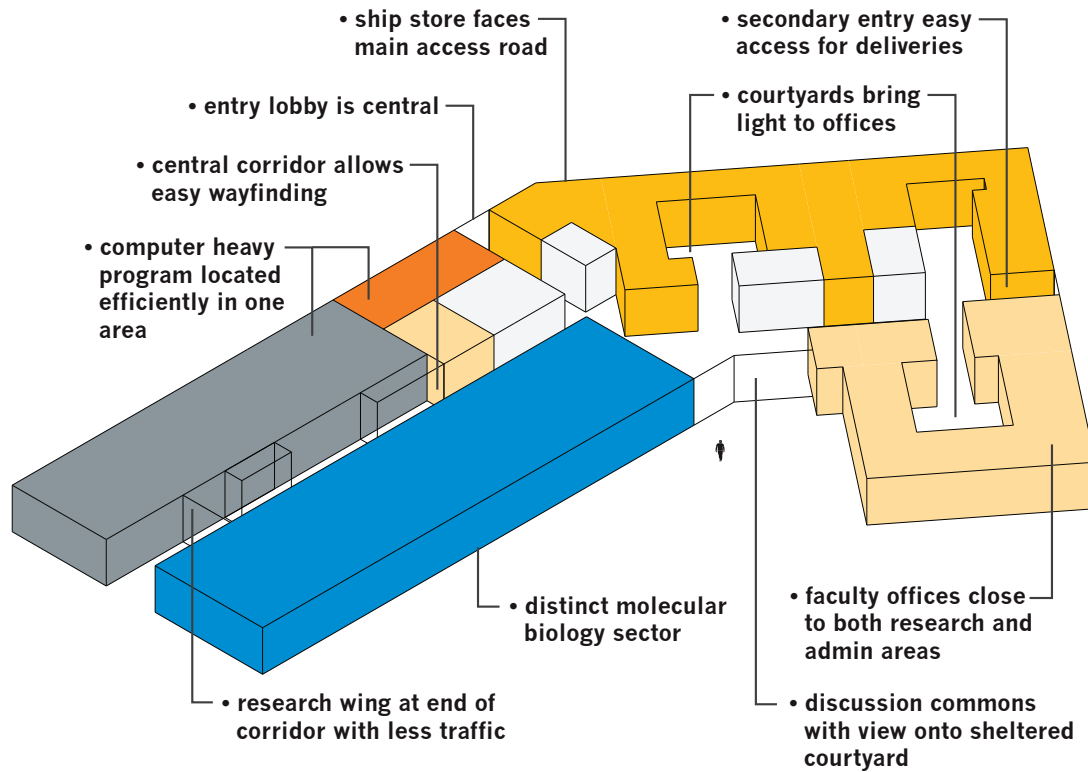 • ship store faces
main access road
• secondary entry easy
access for deliveries
• entry lobby is central
• courtyards bring
light to offices
• central corridor allows
easy wayfinding
• computer heavy
program located
efficiently in one
area
• distinct molecular
biology sector
• faculty offices close
to both research and
admin areas
• research wing at end of
corridor with less traffic
• discussion commons
with view onto sheltered
courtyard